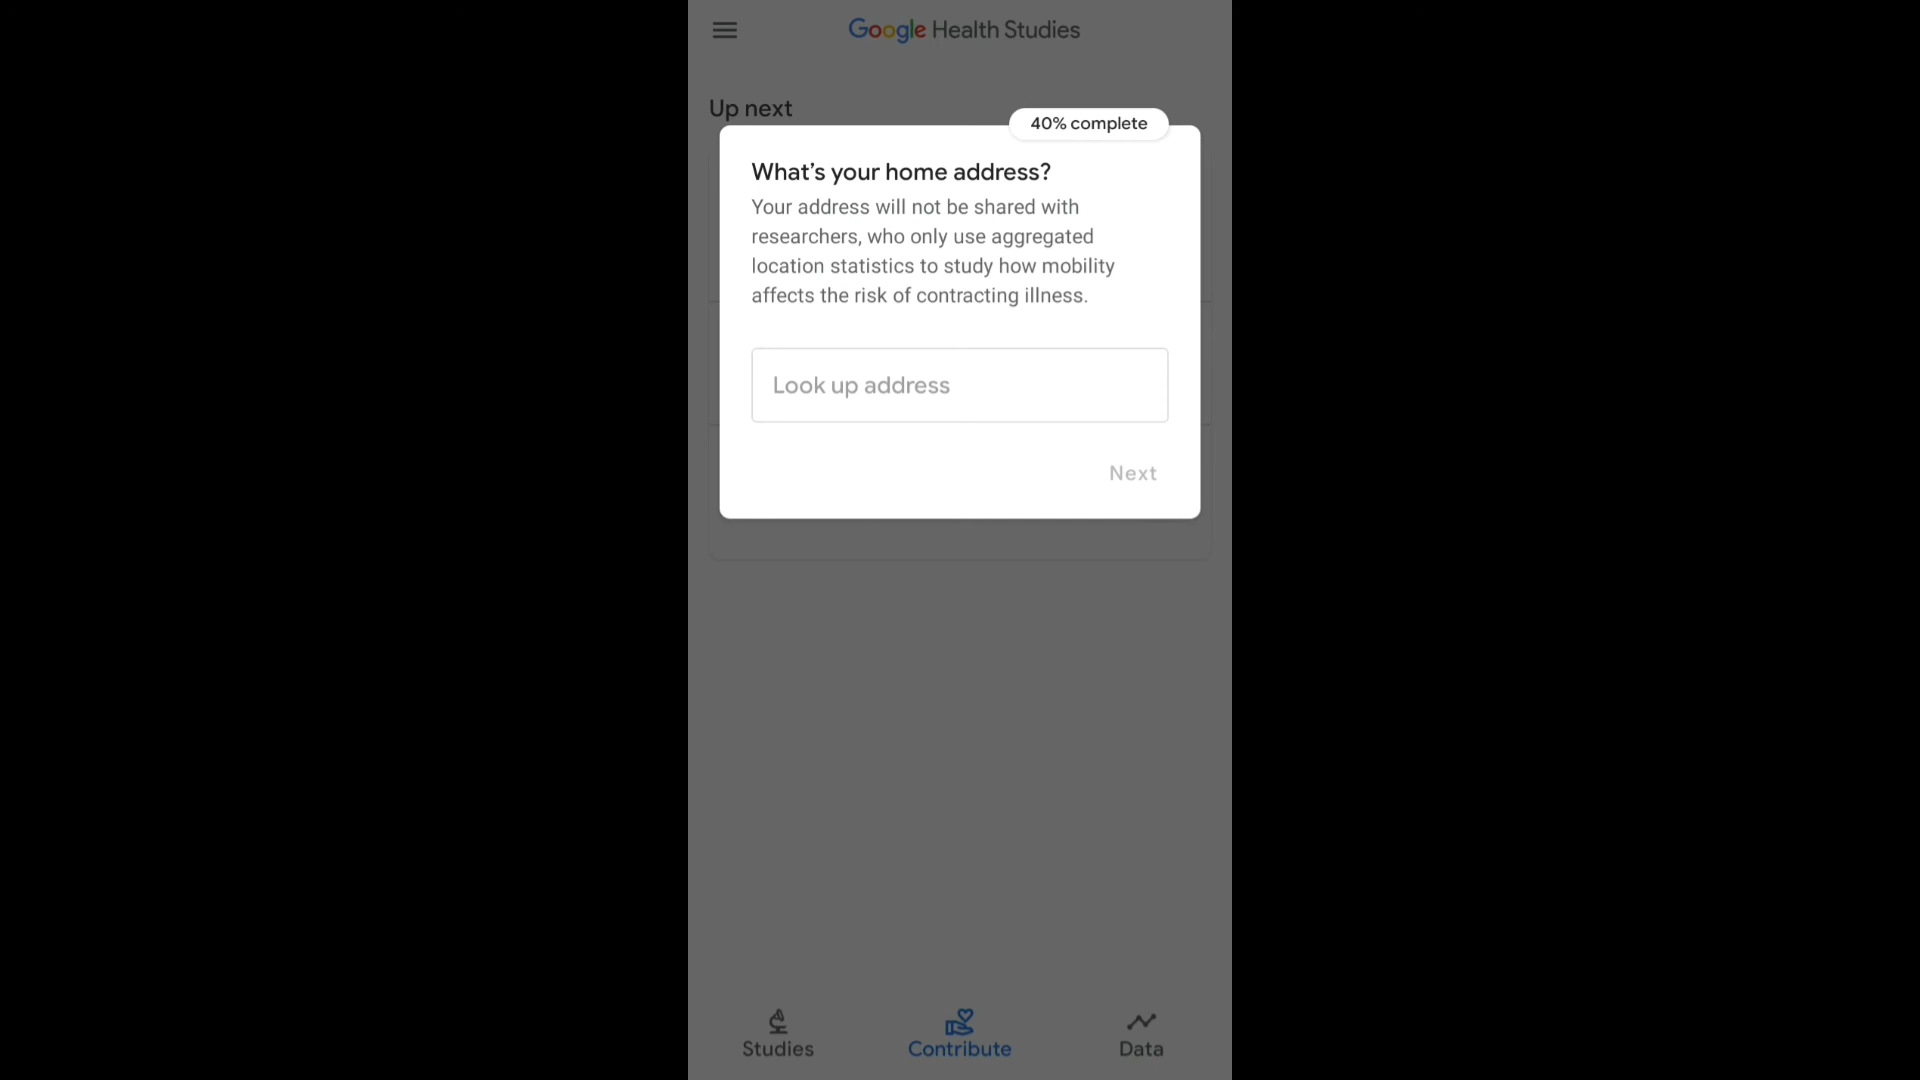 Google Health Studies
Up next
40% complete
What's your home address?
Your address will not be shared with
researchers, who only use aggregated
location statistics to study how mobility
affects the risk of contracting illness.
Look up address
Next
Studies
Contribute
Data